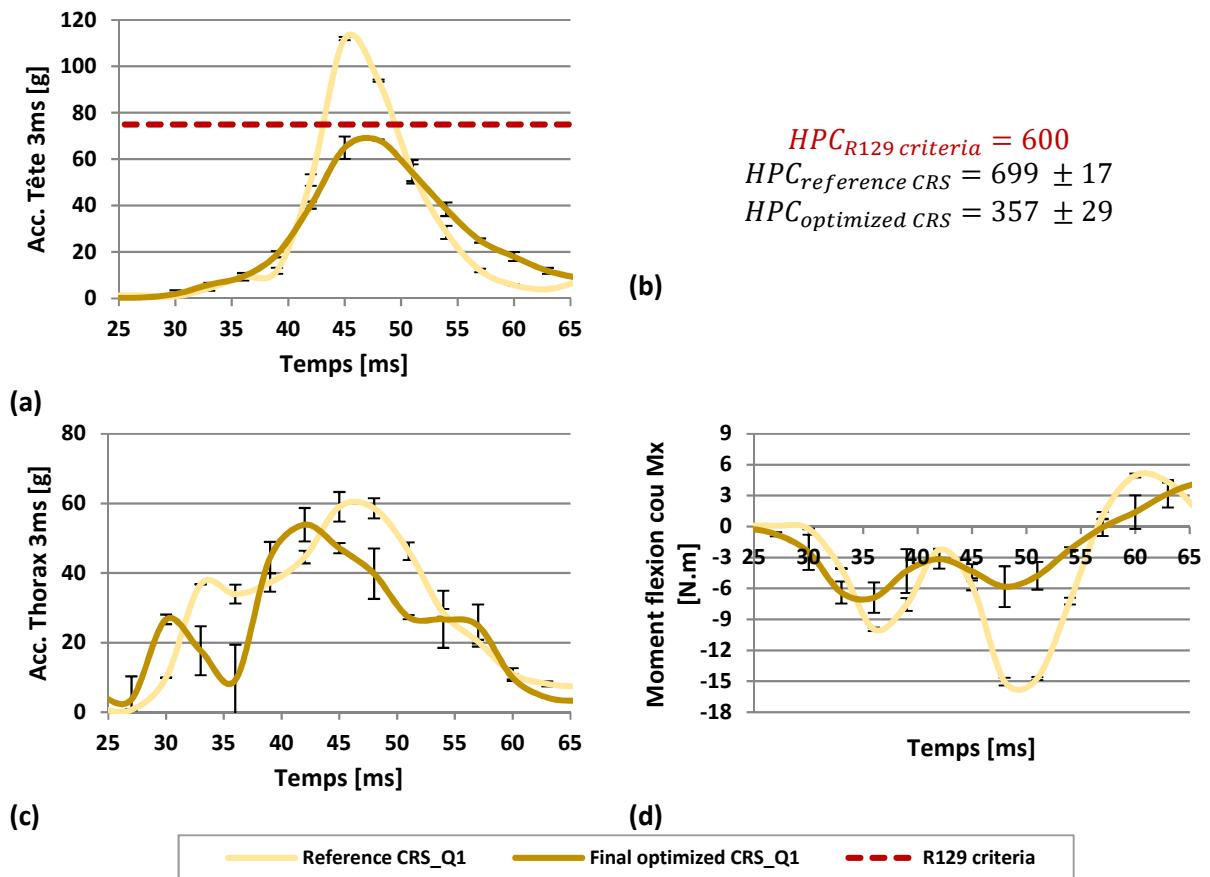 120
100
80
60
40
20
0
Acc. Tête 3ms [g]
25 30 35 40 45 50 55 60 65
Temps [ms]
(a)
HPC_R129 criteria = 600
HPC_reference CRS = 699 ± 17
HPC_optimized CRS = 357 ± 29
(b)
80
60
40
20
0
Acc. Thorax 3ms [g]
25 30 35 40 45 50 55 60 65
Temps [ms]
(c)
9
6
3
0
-3
-6
-9
-12
-15
-18
Moment flexion cou Mx
[N.m]
25 30 35 40 45 50 55 60 65
Temps [ms]
(d)
Reference CRS_Q1 Final optimized CRS_Q1 R129 criteria